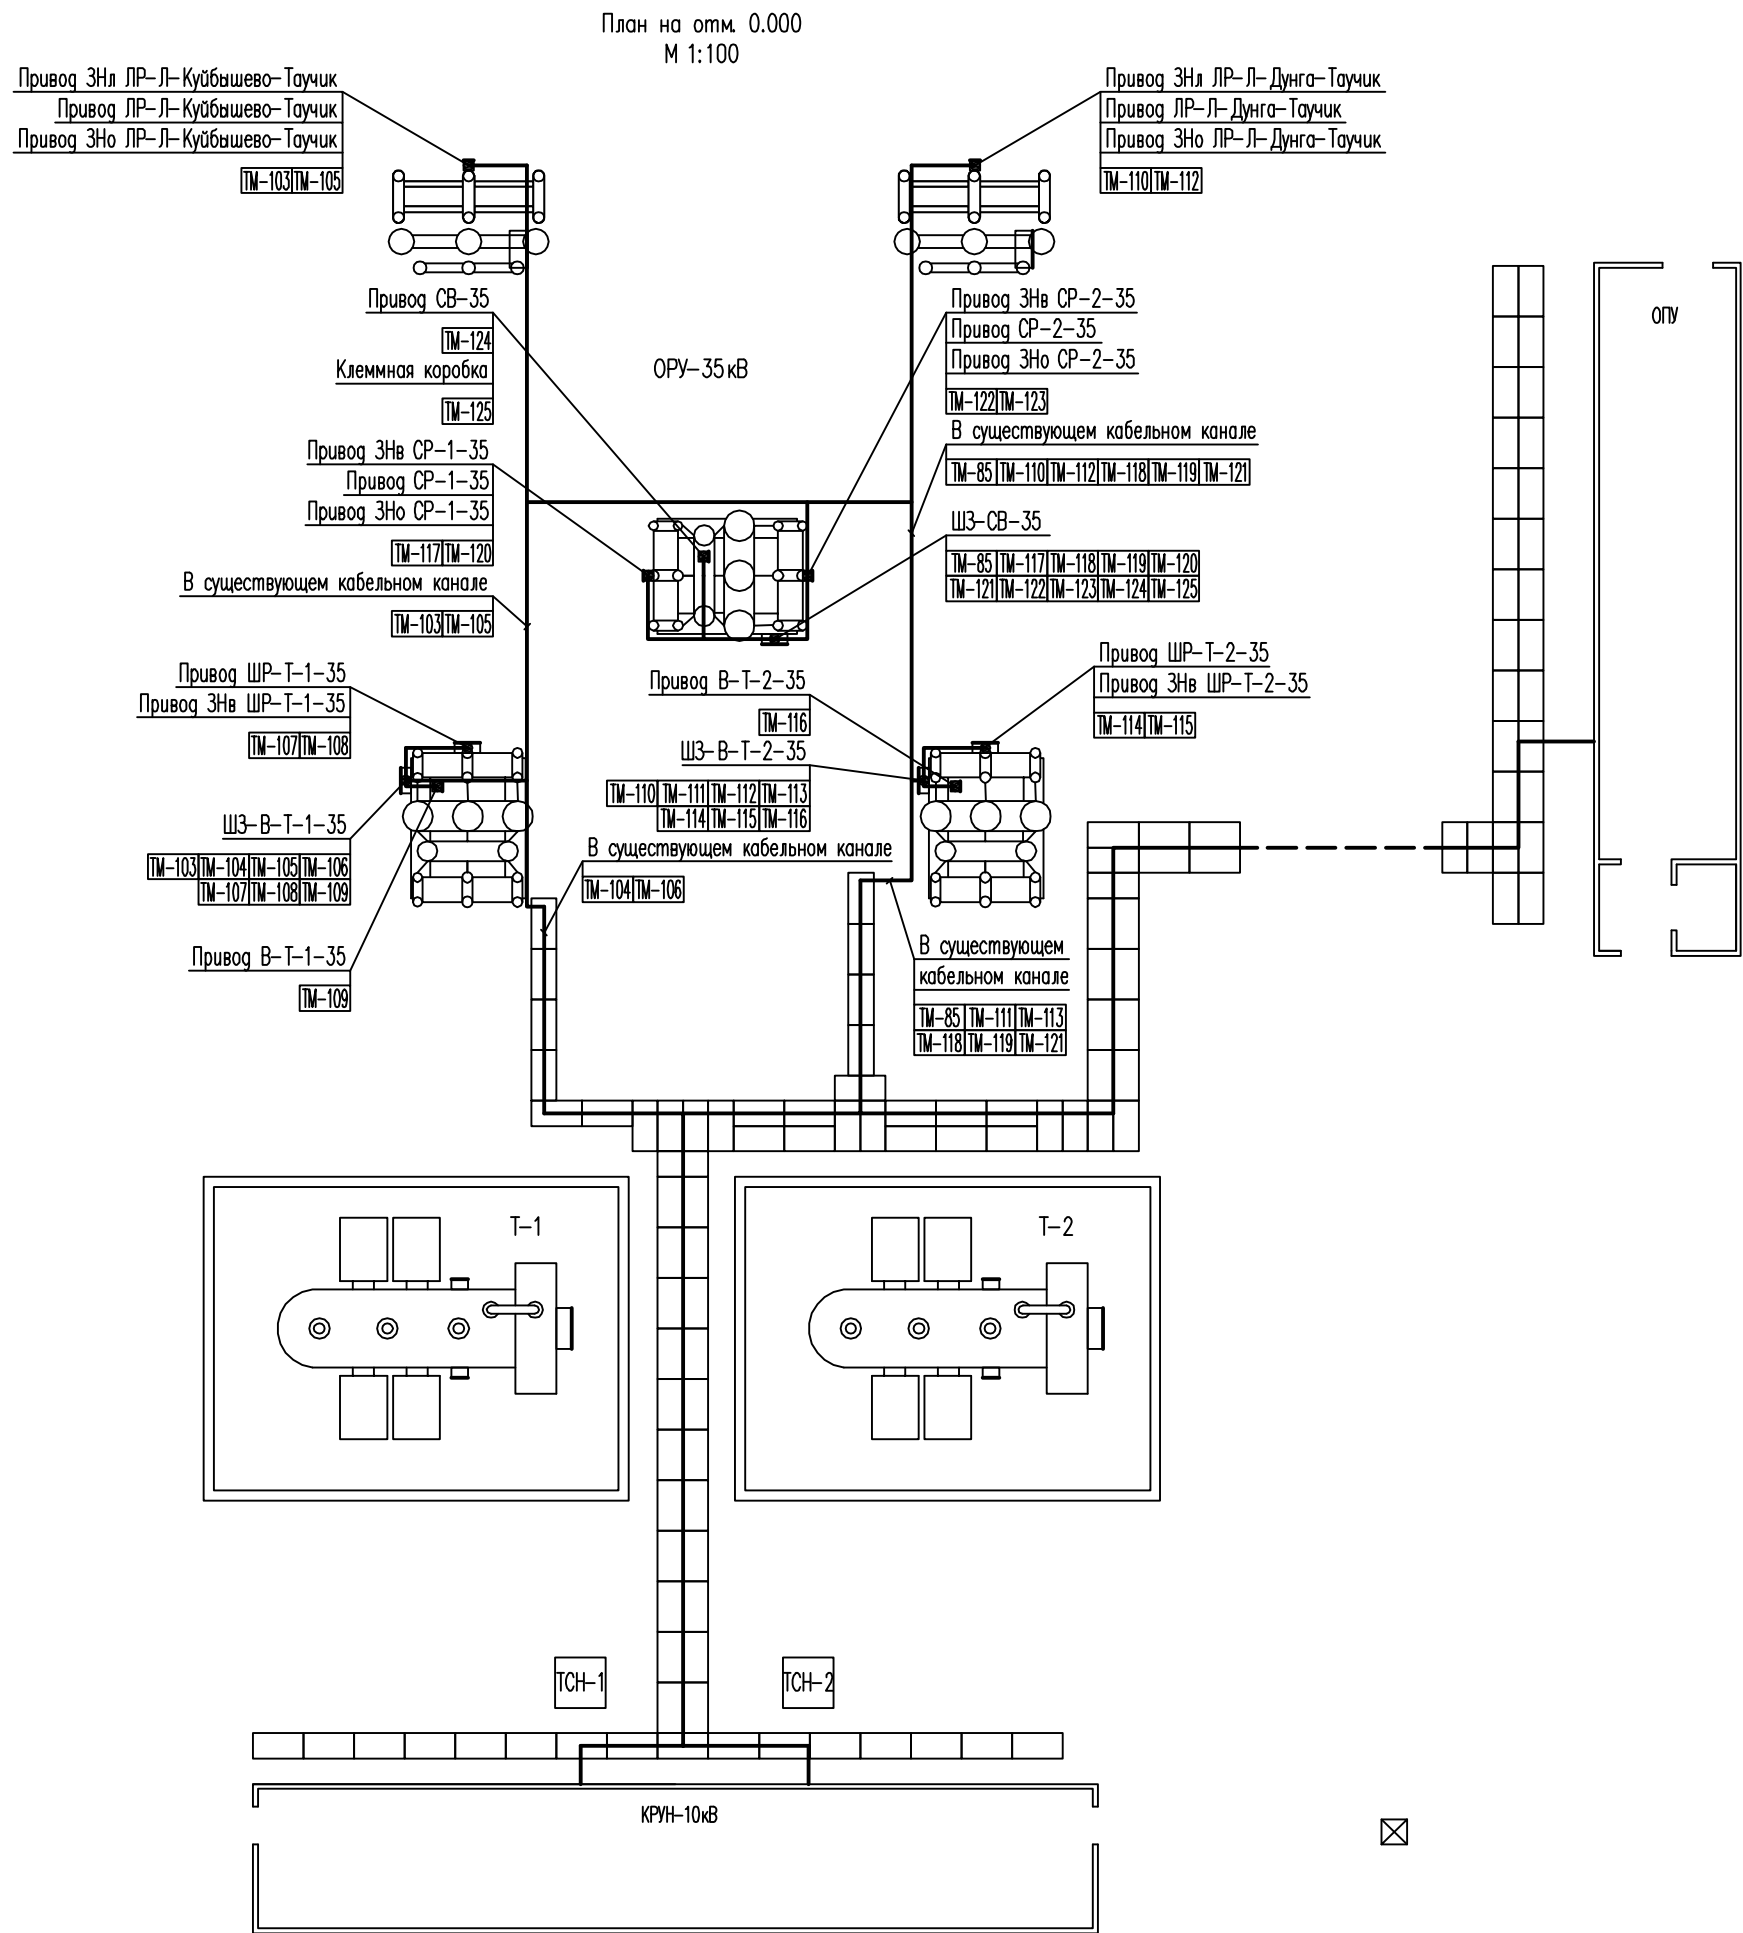 План на отм. 0.000
М 1:100
Привод ЗНл ЛР-Л-Куйбышево-Таучик
Привод ЛР-Л-Куйбышево-Таучик
Привод ЗНо ЛР-Л-Куйбышево-Таучик
ТМ-103 ТМ-105
Привод ЗНл ЛР-Л-Дунга-Таучик
Привод ЛР-Л-Дунга-Таучик
Привод ЗНо ЛР-Л-Дунга-Таучик
ТМ-110 ТМ-112
Привод СВ-35
ТМ-124
Клеммная коробка
ТМ-125
ОРУ-35кВ
Привод ЗНв СР-2-35
Привод СР-2-35
Привод ЗНо СР-2-35
ТМ-122 ТМ-123
ОПУ
Привод ЗНв СР-1-35
Привод СР-1-35
Привод ЗНо СР-1-35
ТМ-117 ТМ-120
В существующем кабельном канале
ТМ-103 ТМ-105
В существующем кабельном канале
ТМ-85 ТМ-110 ТМ-112 ТМ-118 ТМ-119 ТМ-121
ШЗ-СВ-35
ТМ-85 ТМ-117 ТМ-118 ТМ-119 ТМ-120
ТМ-121 ТМ-122 ТМ-123 ТМ-124 ТМ-125
Привод ШР-Т-1-35
Привод ЗНв ШР-Т-1-35
ТМ-107 ТМ-108
Привод В-Т-2-35
ТМ-116
ШЗ-В-Т-2-35
ТМ-110 ТМ-111 ТМ-112 ТМ-113
ТМ-114 ТМ-115 ТМ-116
Привод ШР-Т-2-35
Привод ЗНв ШР-Т-2-35
ТМ-114 ТМ-115
ШЗ-В-Т-1-35
ТМ-103 ТМ-104 ТМ-105 ТМ-106
ТМ-107 ТМ-108 ТМ-109
В существующем кабельном канале
ТМ-104 ТМ-106
Привод В-Т-1-35
ТМ-109
В существующем
кабельном канале
ТМ-85 ТМ-111 ТМ-113
ТМ-118 ТМ-119 ТМ-121
Т-1
Т-2
ТСН-1
ТСН-2
КРУН-10кВ